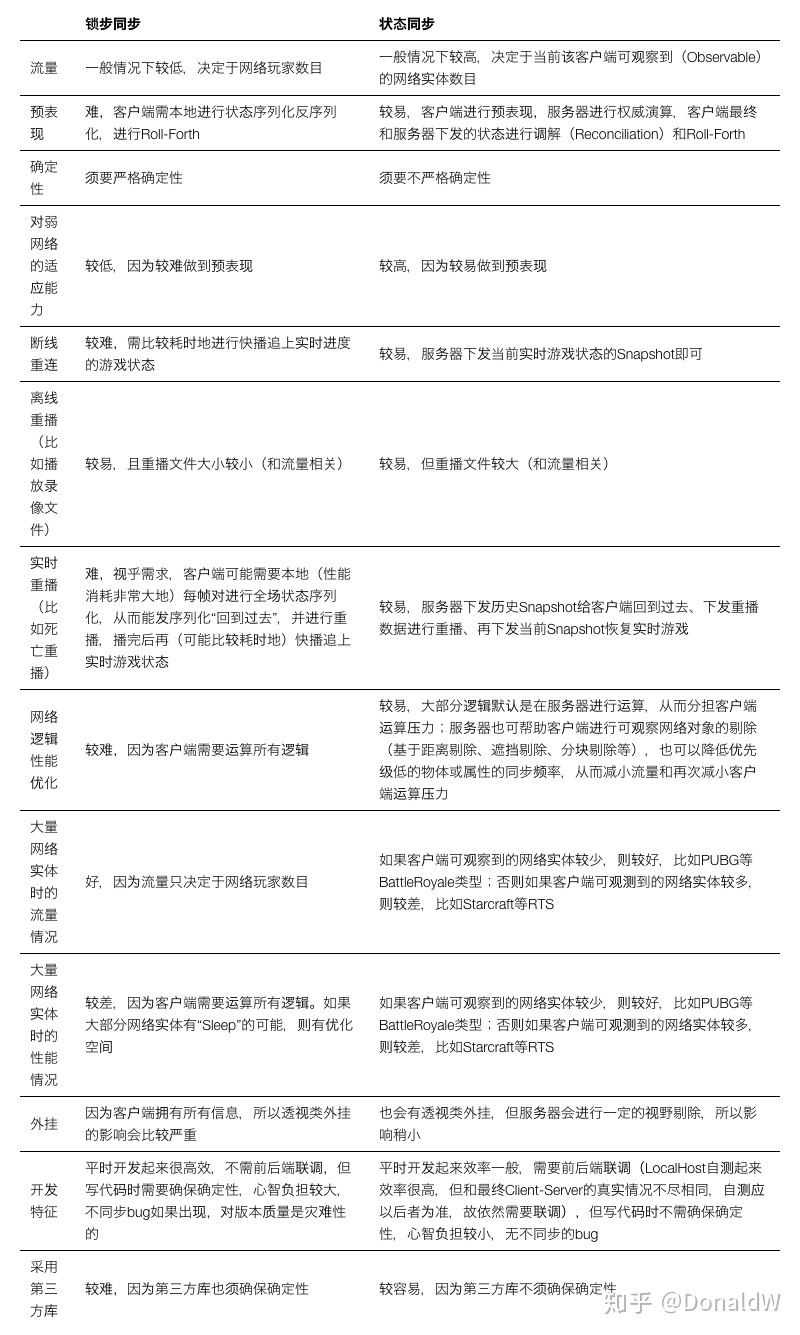 锁步同步
状态同步
流量
一般情况下较低，决定于网络玩家数目
一般情况下较高，决定于当前该客户端可观察到（Observable）
的网络实体数目
预表
现
难，客户端需本地进行状态序列化反序列
化，进行Roll-Forth
较易，客户端进行预表现，服务器进行权威演算，客户端最终
和服务器下发的状态进行调解（Reconciliation）和Roll-Forth
确定
性
须要严格确定性
须要不严格确定性
对弱
网络
的适
应能
力
较低，因为较难做到预表现
较高，因为较易做到预表现
断线
重连
较难，需比较耗时地进行快播追上实时进度
的游戏状态
较易，服务器下发当前实时游戏状态的Snapshot即可
离线
重播
（比
如播
放录
像文
件）
较易，且重播文件大小较小（和流量相关）
较易，但重播文件较大（和流量相关）
实时
重播
（比
如死
亡重
播）
难，视乎需求，客户端可能需要本地（性能
消耗非常大地）每帧对进行全场状态序列
化，从而能发序列化“回到过去”，并进行重
播，播完后再（可能比较耗时地）快播追上
实时游戏状态
较易，服务器下发历史Snapshot给客户端回到过去、下发重播
数据进行重播、再下发当前Snapshot恢复实时游戏
网络
逻辑
性能
优化
较难，因为客户端需要运算所有逻辑
较易，大部分逻辑默认是在服务器进行运算，从而分担客户端
运算压力；服务器也可帮助客户端进行可观察网络对象的剔除
（基于距离剔除、遮挡剔除、分块剔除等），也可以降低优先
级低的物体或属性的同步频率，从而减小流量和再次减小客户
端运算压力
大量
网络
实体
时的
流量
情况
好，因为流量只决定于网络玩家数目
如果客户端可观察到的网络实体较少，则较好，比如PUBG等
BattleRoyale类型；否则如果客户端可观测到的网络实体较多，
则较差，比如Starcraft等RTS
大量
网络
实体
时的
性能
情况
较差，因为客户端需要运算所有逻辑。如果
大部分网络实体有“Sleep”的可能，则有优化
空间
如果客户端可观察到的网络实体较少，则较好，比如PUBG等
BattleRoyale类型；否则如果客户端可观测到的网络实体较多，
则较差，比如Starcraft等RTS
外挂
因为客户端拥有所有信息，所以透视类外挂
的影响会比较严重
也会有透视类外挂，但服务器会进行一定的视野剔除，所以影
响稍小
开发
特征
平时开发起来很高效，不需前后端联调，但
写代码时需要确保确定性，心智负担较大，
不同步bug如果出现，对版本质量是灾难性
的
平时开发起来效率一般，需要前后端联调（LocalHost自测起来
效率很高，但和最终Client-Server的真实情况不尽相同，自测应
以后者为准，故依然需要联调），但写代码时不需确保确定
性，心智负担较小，无不同步的bug
采用
第三
方库
较难，因为第三方库也须确保确定性
较容易，因为第三方库不须确保确定性
知乎 @DonaldW